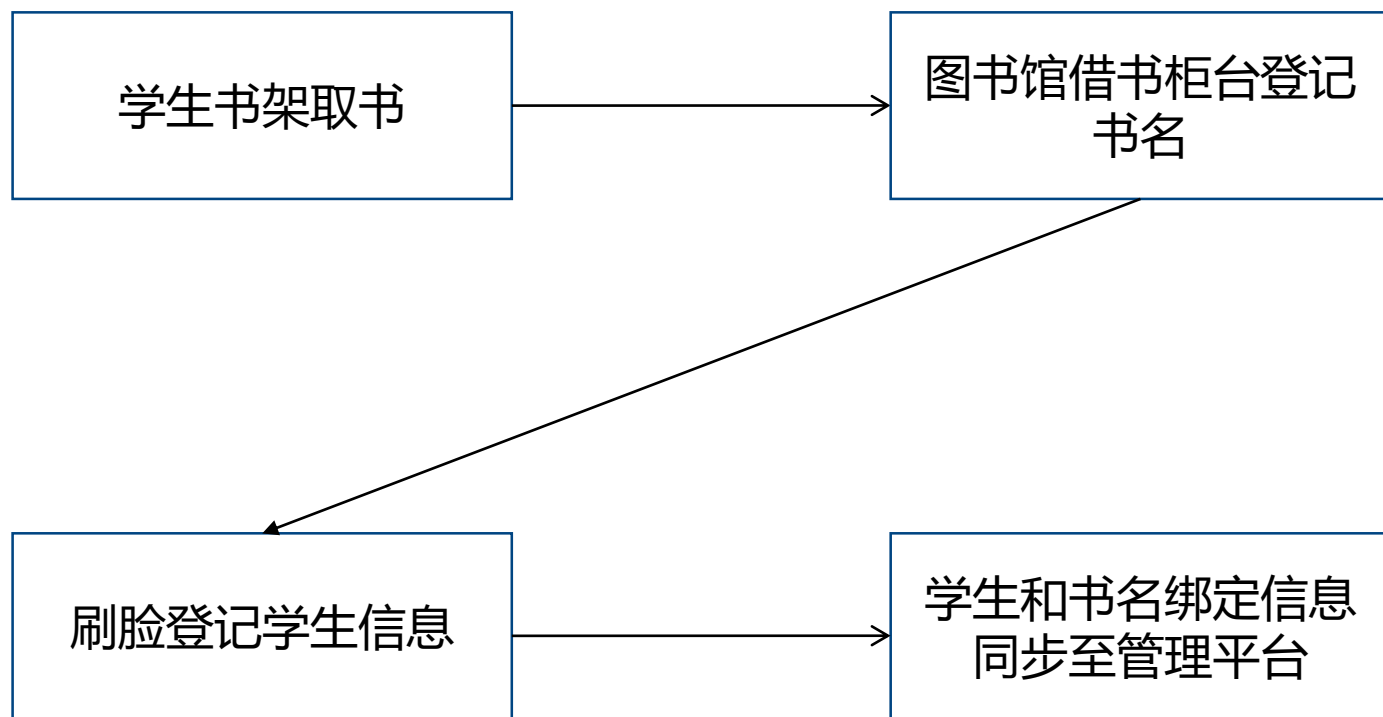 学生书架取书
图书馆借书柜台登记
书名
刷脸登记学生信息
学生和书名绑定信息
同步至管理平台